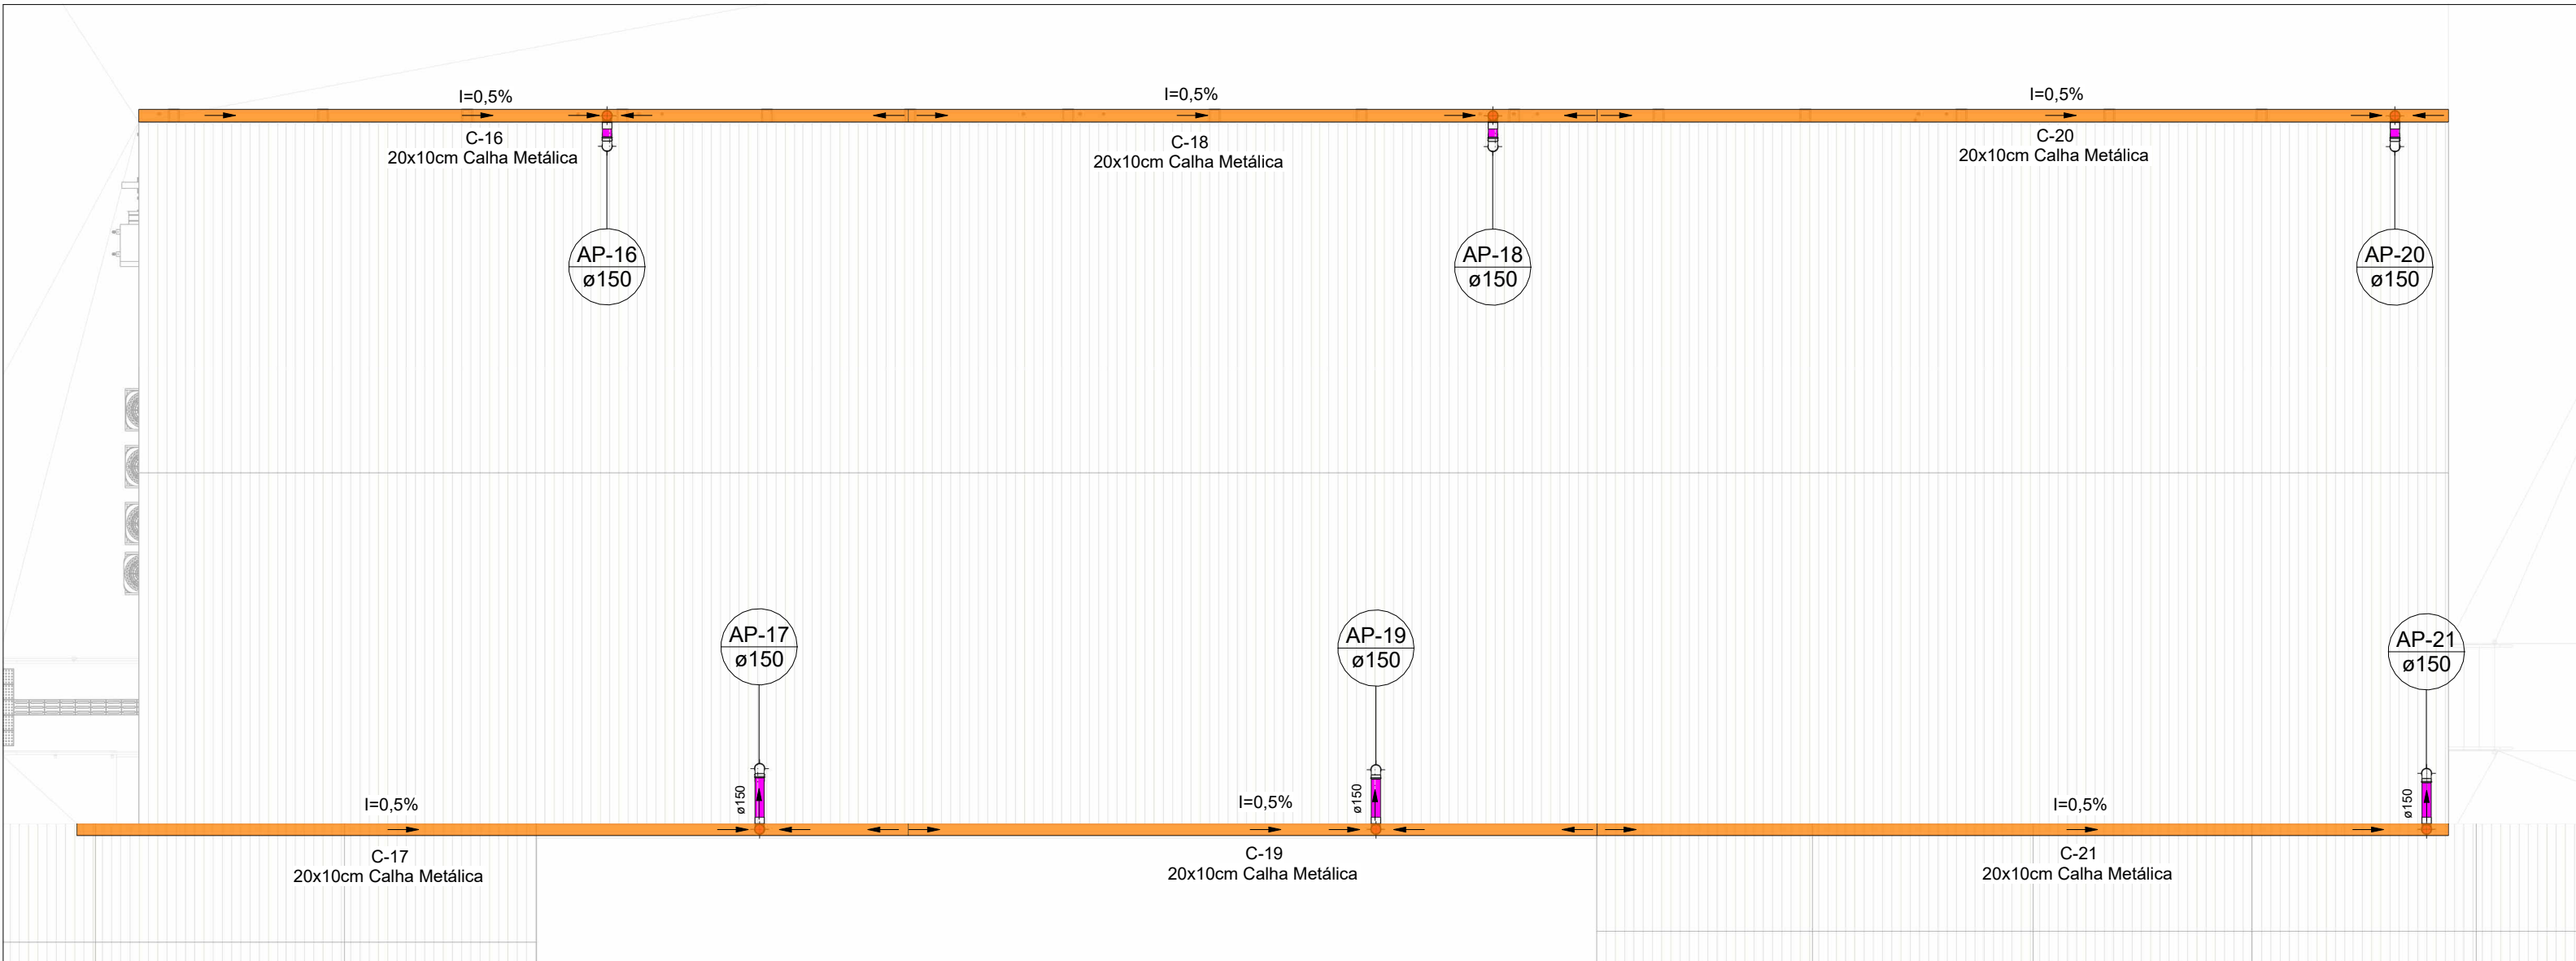 I=0,5%
C-16
20x10cm Calha Metálica
I=0,5%
C-18
20x10cm Calha Metálica
I=0,5%
C-20
20x10cm Calha Metálica
AP-16
ø150
AP-18
ø150
AP-20
ø150
AP-17
ø150
AP-19
ø150
AP-21
ø150
ø150
ø150
ø150
I=0,5%
C-17
20x10cm Calha Metálica
I=0,5%
C-19
20x10cm Calha Metálica
I=0,5%
C-21
20x10cm Calha Metálica